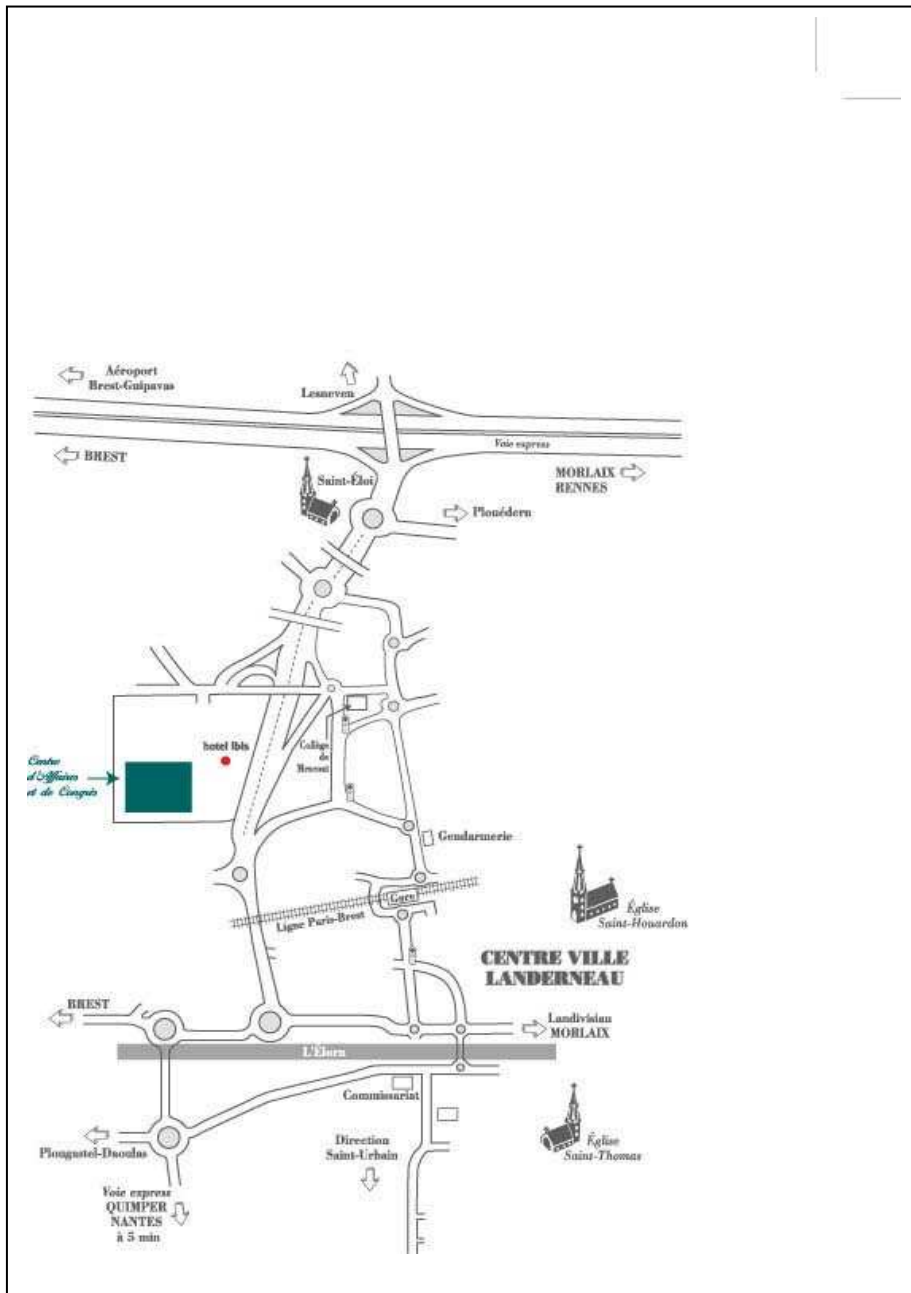 Aéroport
Brest-Guipavas
Lesneven
Voie express
BREST
MORLAIX
RENNES
Saint-Éloi
Plouédern
hotel Ibis
Collège
de
Mescoat
Centre
d'Affaires
et de Congrès
Gendarmerie
Gare
Ligne Paris-Brest
Église
Saint-Houardon
CENTRE VILLE
LANDERNEAU
BREST
Landivisiau
MORLAIX
L'Élorn
Commissariat
Plougastel-Daoulas
Direction
Saint-Urbain
Église
Saint-Thomas
Voie express
QUIMPER
NANTES
à 5 min